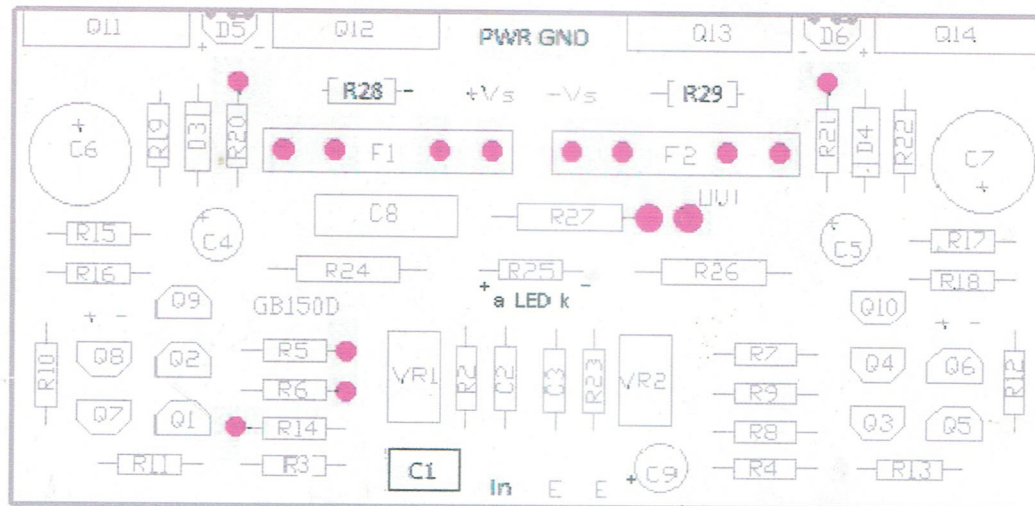 Q11 + D5 - Q12 PWR GND Q13 - D6 + Q14
R28 - +Vs -Vs - R29
+ C6 R19 D3 R20 F1 F2 R21 D4 R22 C7 +
R15 + C4 C8 R27 + C5 R17
R16 R24 R25 R26 R18
+ a LED k -
Q9 GB150D Q10
+ - + -
R10 Q8 Q2 R5 VR1 R2 C2 C3 R23 VR2 R7 Q4 Q6 R12
R6 R9
Q7 Q1 R14 R8 Q3 Q5
R11 R3 C1 + C9 R4 R13
In E E